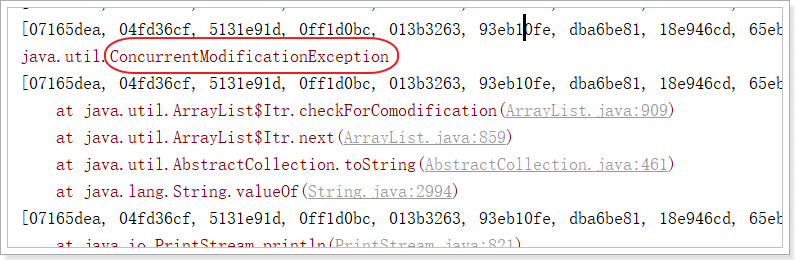 [07165dea, 04fd36cf, 5131e91d, 0ff1d0bc, 013b3263, 93eb10fe, dba6be81, 18e946cd, 65eb
java.util.ConcurrentModificationException
[07165dea, 04fd36cf, 5131e91d, 0ff1d0bc, 013b3263, 93eb10fe, dba6be81, 18e946cd, 65eb
at java.util.ArrayList$Itr.checkForComodification(ArrayList.java:909)
at java.util.ArrayList$Itr.next(ArrayList.java:859)
at java.util.AbstractCollection.toString(AbstractCollection.java:461)
at java.lang.String.valueOf(String.java:2994)
[07165dea, 04fd36cf, 5131e91d, 0ff1d0bc, 013b3263, 93eb10fe, dba6be81, 18e946cd, 65eb
at java.io.PrintStream.println(PrintStream.java:821)